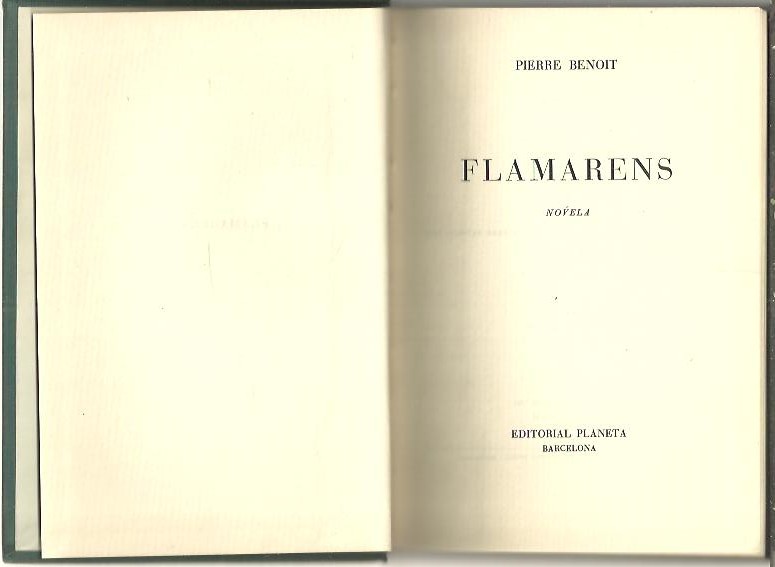 PIERRE BENOIT
FLAMARENS
NOVELA
EDITORIAL PLANETA
BARCELONA